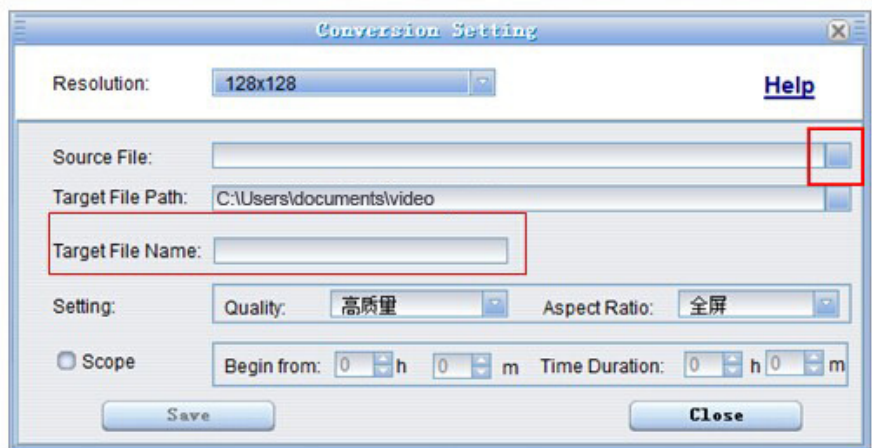 Conversion Setting
Resolution: 128x128 Help
Source File:
Target File Path: C:\Users\documents\video
Target File Name:
Setting: Quality: 高质量 Aspect Ratio: 全屏
Scope Begin from: 0 h 0 m Time Duration: 0 h 0 m
Save Close